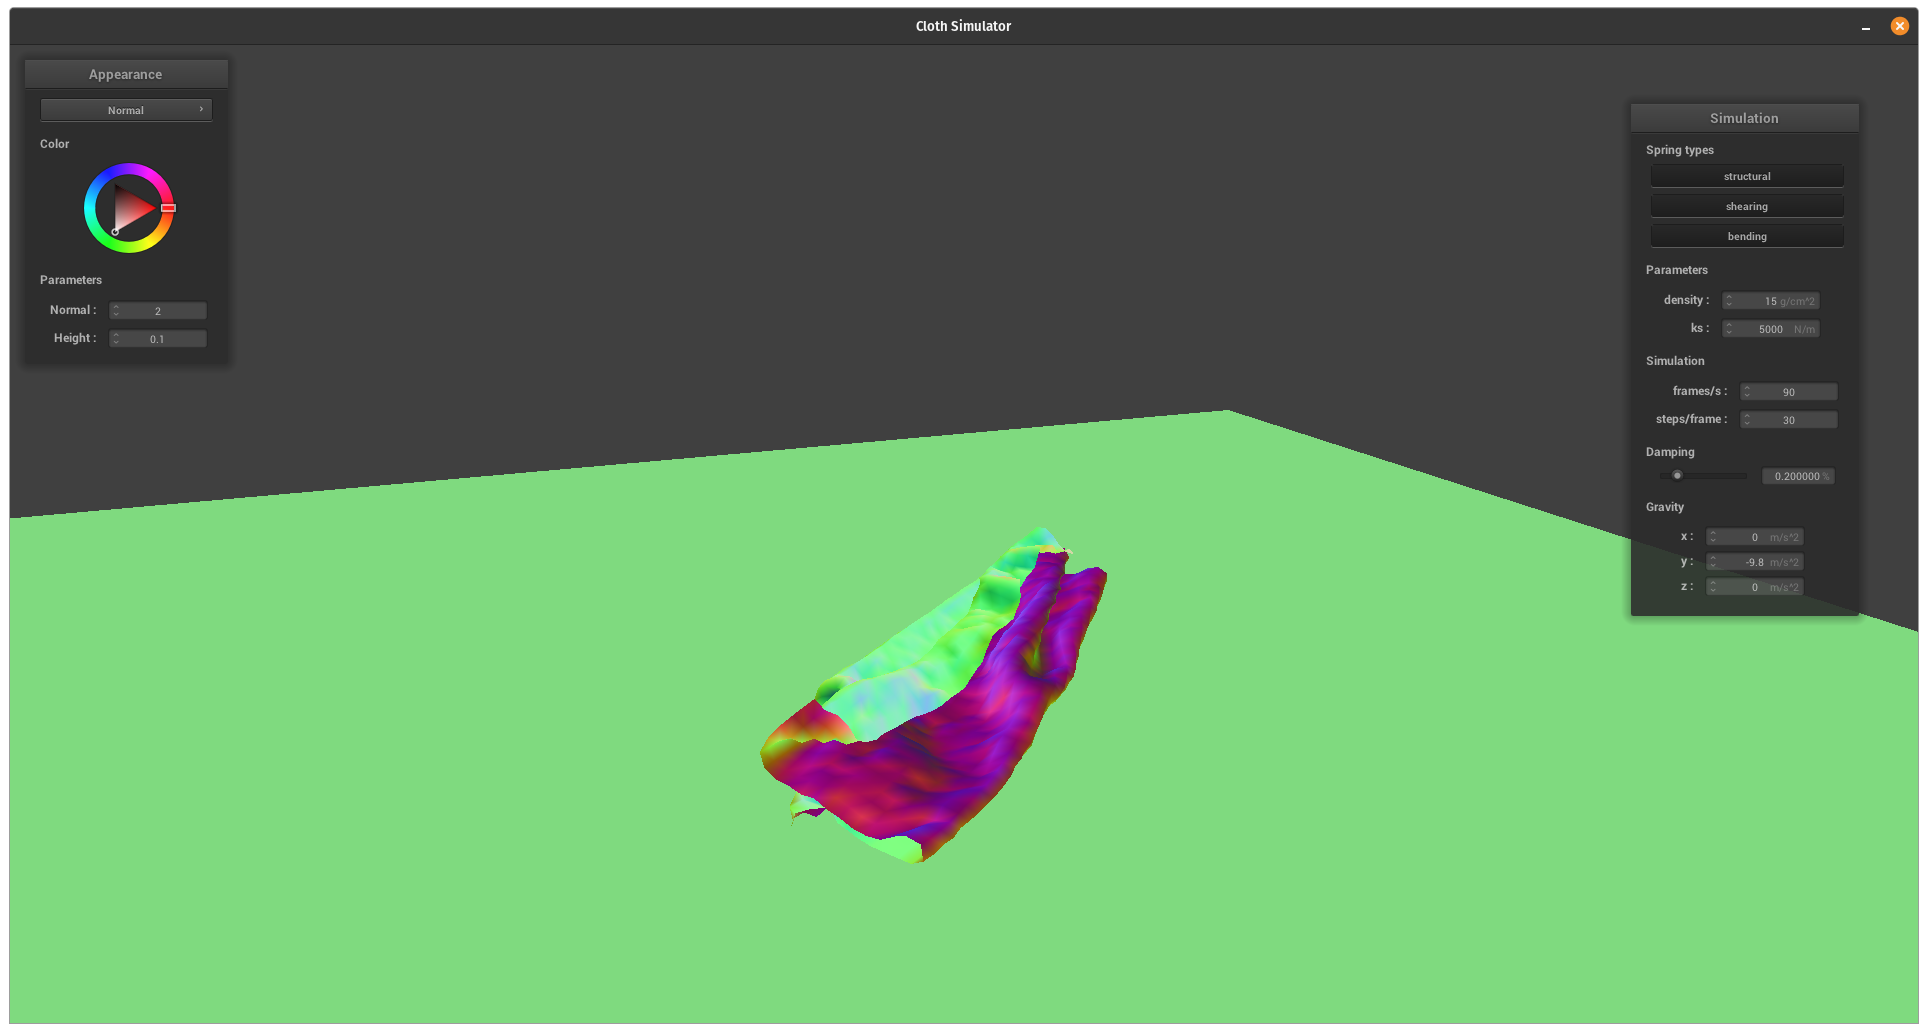 Cloth Simulator
Appearance
Normal
Color
Parameters
Normal : 2
Height : 0.1
Simulation
Spring types
structural
shearing
bending
Parameters
density : 15 g/cm^2
ks : 5000 N/m
Simulation
frames/s : 90
steps/frame : 30
Damping
0.200000 %
Gravity
x : 0 m/s^2
y : -9.8 m/s^2
z : 0 m/s^2